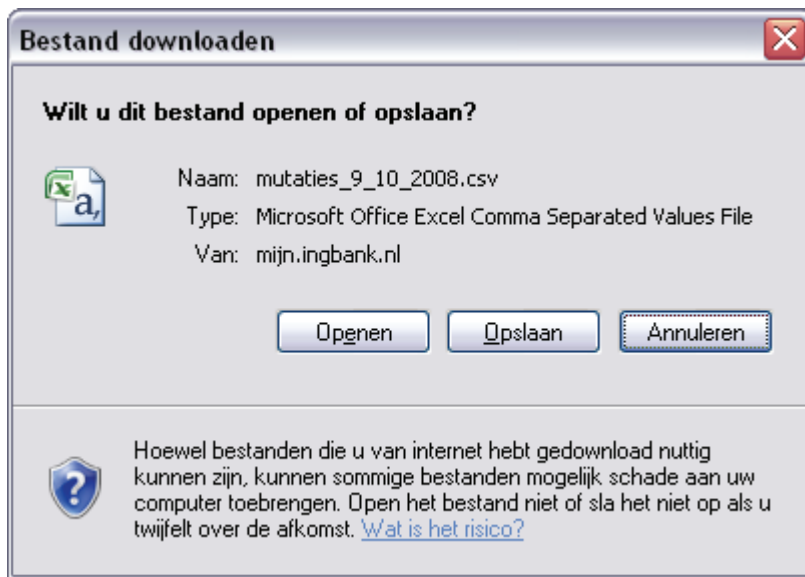 Bestand downloaden
Wilt u dit bestand openen of opslaan?
Naam: mutaties_9_10_2008.csv
Type: Microsoft Office Excel Comma Separated Values File
Van: mijn.ingbank.nl
Openen Opslaan Annuleren
Hoewel bestanden die u van internet hebt gedownload nuttig
kunnen zijn, kunnen sommige bestanden mogelijk schade aan uw
computer toebrengen. Open het bestand niet of sla het niet op als u
twijfelt over de afkomst. Wat is het risico?